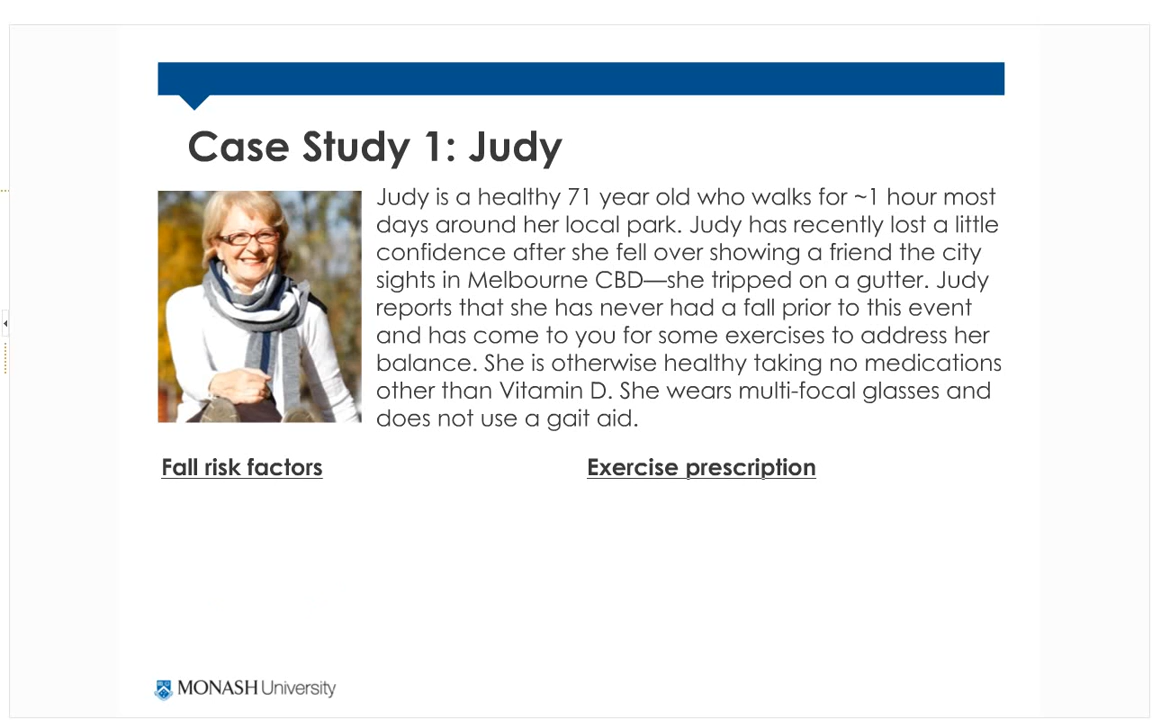 Case Study 1: Judy
Judy is a healthy 71 year old who walks for ~1 hour most
days around her local park. Judy has recently lost a little
confidence after she fell over showing a friend the city
sights in Melbourne CBD—she tripped on a gutter. Judy
reports that she has never had a fall prior to this event
and has come to you for some exercises to address her
balance. She is otherwise healthy taking no medications
other than Vitamin D. She wears multi-focal glasses and
does not use a gait aid.
Fall risk factors
Exercise prescription
MONASH University